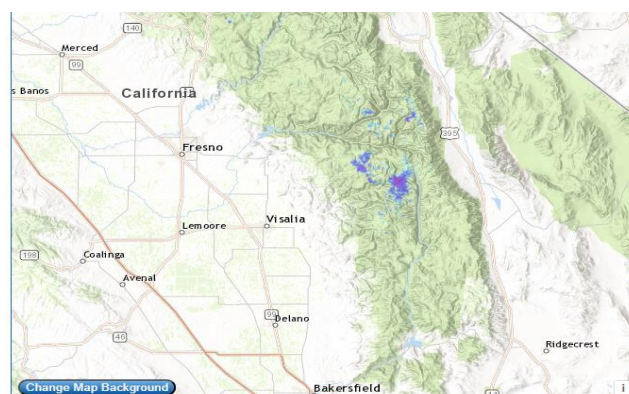 140
Merced
99
s Banos
California
Fresno
395
Visalia
Lemoore
198
Coalinga
Avenal
99
Delano
46
Ridgecrest
Change Map Background
Bakersfield
i